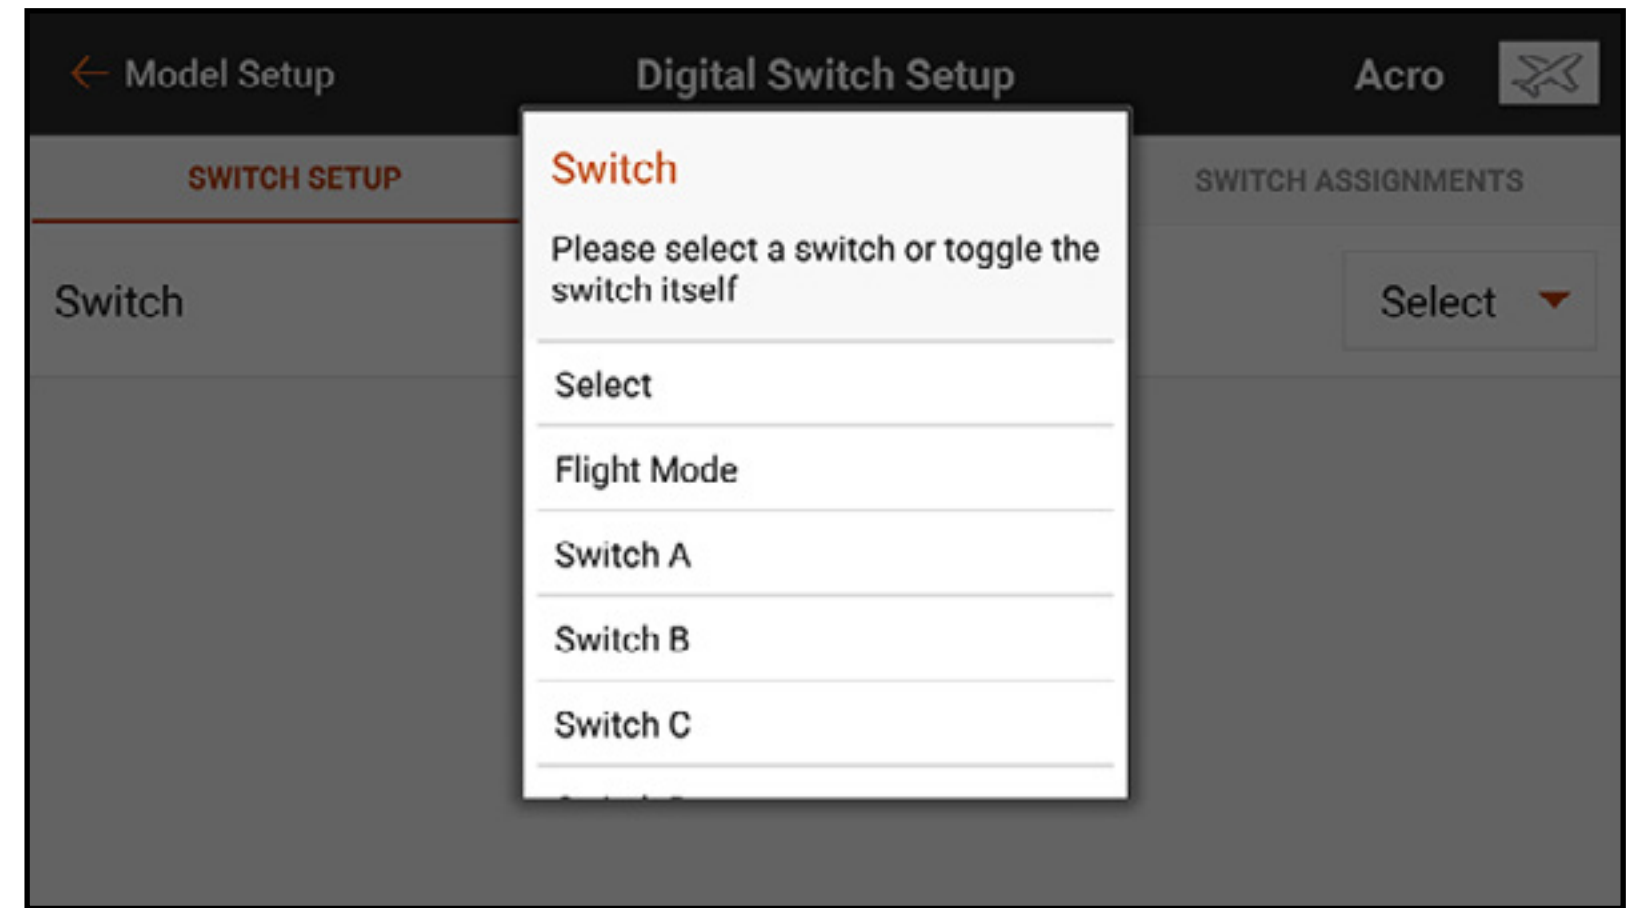 Model Setup
Digital Switch Setup
Acro
SWITCH SETUP
SWITCH ASSIGNMENTS
Switch
Select
Switch
Please select a switch or toggle the
switch itself
Select
Flight Mode
Switch A
Switch B
Switch C